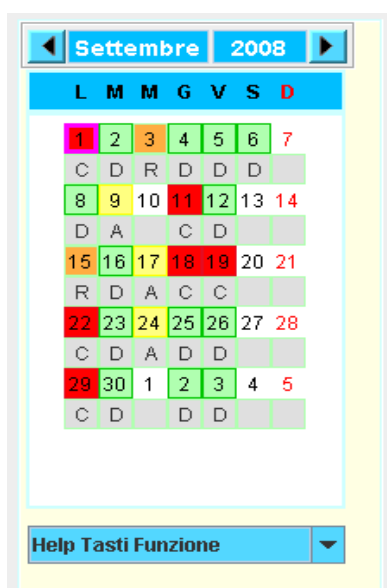 Settembre 2008
L M M G V S D
1 2 3 4 5 6 7
C D R D D D
8 9 10 11 12 13 14
D A C D
15 16 17 18 19 20 21
R D A C C
22 23 24 25 26 27 28
C D A D D
29 30 1 2 3 4 5
C D D D
Help Tasti Funzione